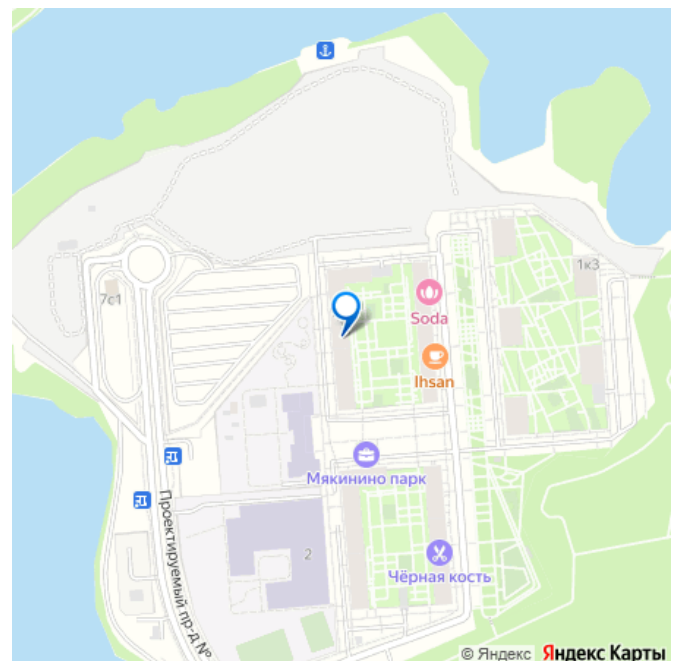 7с1
1к3
Soda
Ihsan
Мякинино парк
Проектируемый пр-д №
2
Чёрная кость
© Яндекс Яндекс Карты